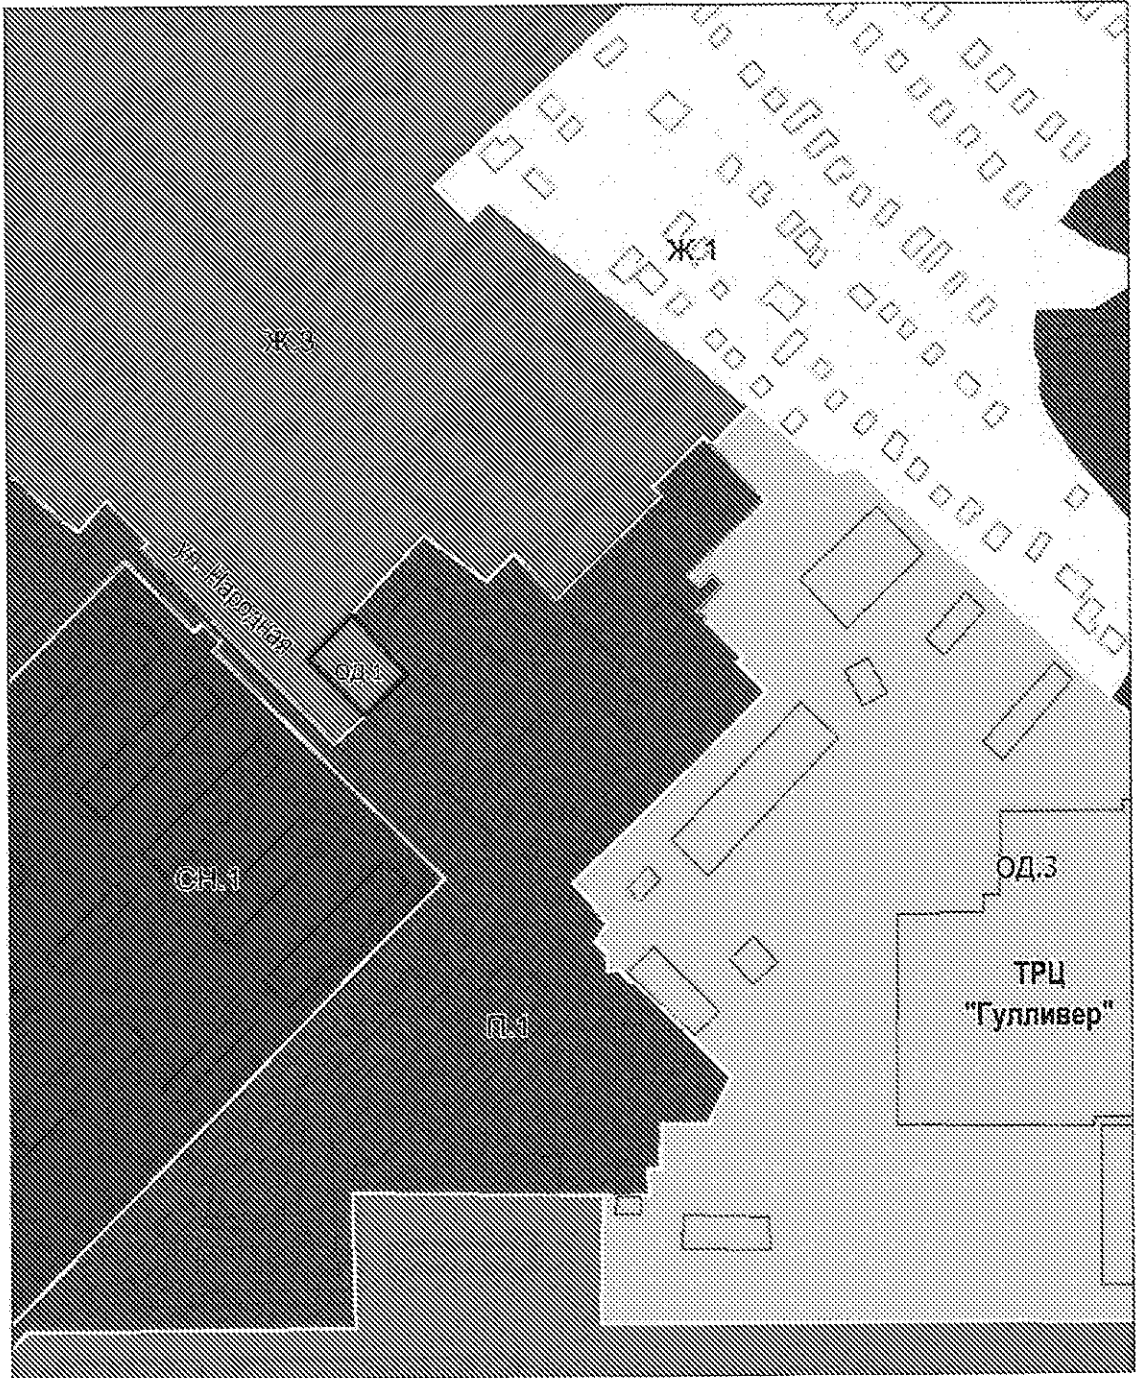 Ж.1
Ж.3
ул. Народная
ОД.1
ОД.3
СН.1
ТРЦ
"Гулливер"
П.1